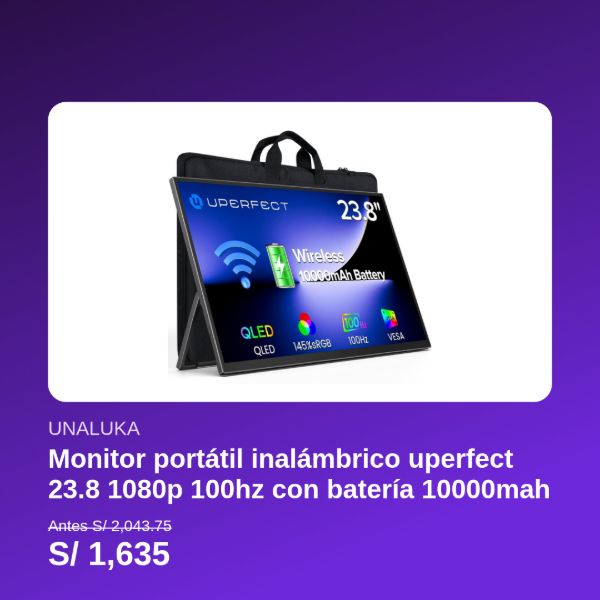 UPERFECT
23.8"
Wireless
10000mAh Battery
QLED
100Hz
QLED
145%sRGB
100Hz
VESA
UNALUKA
Monitor portátil inalámbrico uperfect
23.8 1080p 100hz con batería 10000mah
Antes S/ 2,043.75
S/ 1,635